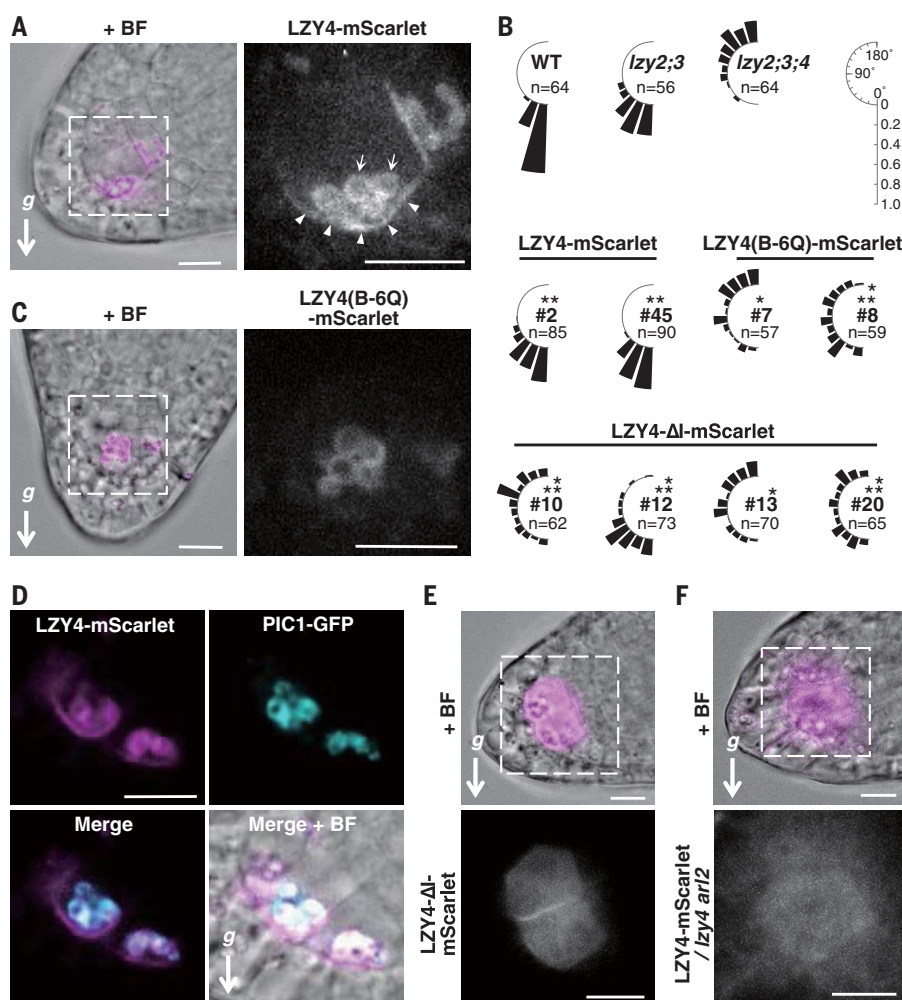 A
+ BF
LZY4-mScarlet
g
B
WT
n=64
lzy2;3
n=56
lzy2;3;4
n=64
180°
90°
0°
0
0.2
0.4
0.6
0.8
1.0
LZY4-mScarlet
LZY4(B-6Q)-mScarlet
**
#2
n=85
**
#45
n=90
*
#7
n=57
*
**
#8
n=59
LZY4-ΔI-mScarlet
*
**
#10
n=62
*
**
#12
n=73
*
#13
n=70
*
**
#20
n=65
C
+ BF
LZY4(B-6Q)
-mScarlet
g
D
LZY4-mScarlet
PIC1-GFP
Merge
Merge + BF
g
E
+ BF
g
LZY4-ΔI-
mScarlet
F
+ BF
g
LZY4-mScarlet
/ lzy4 arl2